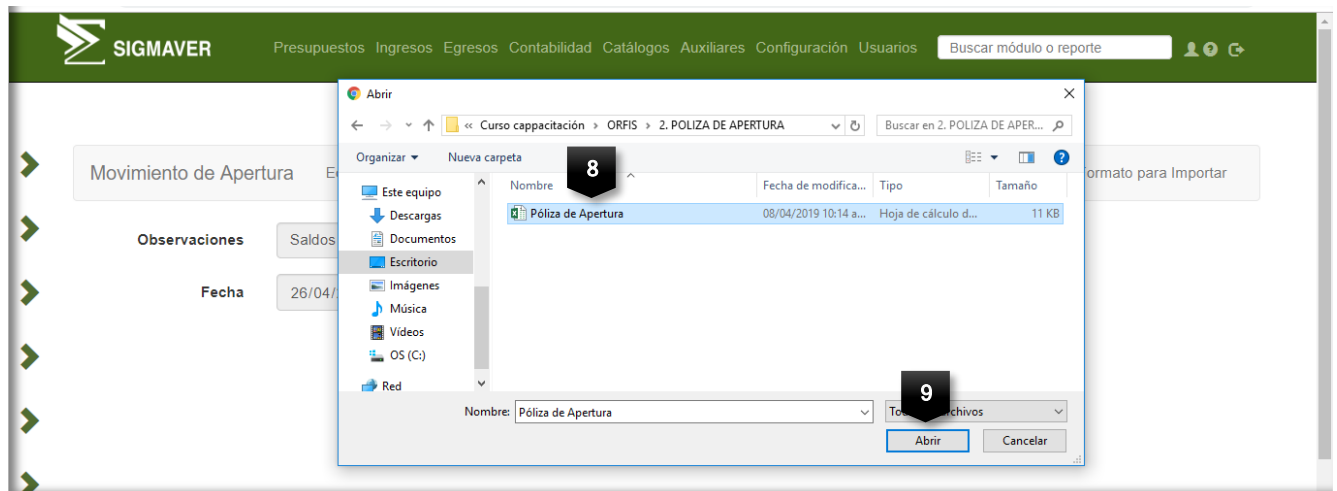 SIGMAVER
Presupuestos Ingresos Egresos Contabilidad Catálogos Auxiliares Configuración Usuarios
Buscar módulo o reporte
Abrir
« Curso cappacitación › ORFIS › 2. POLIZA DE APERTURA
Buscar en 2. POLIZA DE APER...
Organizar
Nueva carpeta
8
Movimiento de Apertura
ormato para Importar
Nombre
Fecha de modifica...
Tipo
Tamaño
Póliza de Apertura
08/04/2019 10:14 a...
Hoja de cálculo d...
11 KB
Este equipo
Descargas
Documentos
Escritorio
Imágenes
Música
Vídeos
OS (C:)
Red
Observaciones
Saldos
Fecha
26/04/
9
Nombre:
Póliza de Apertura
Abrir
Cancelar